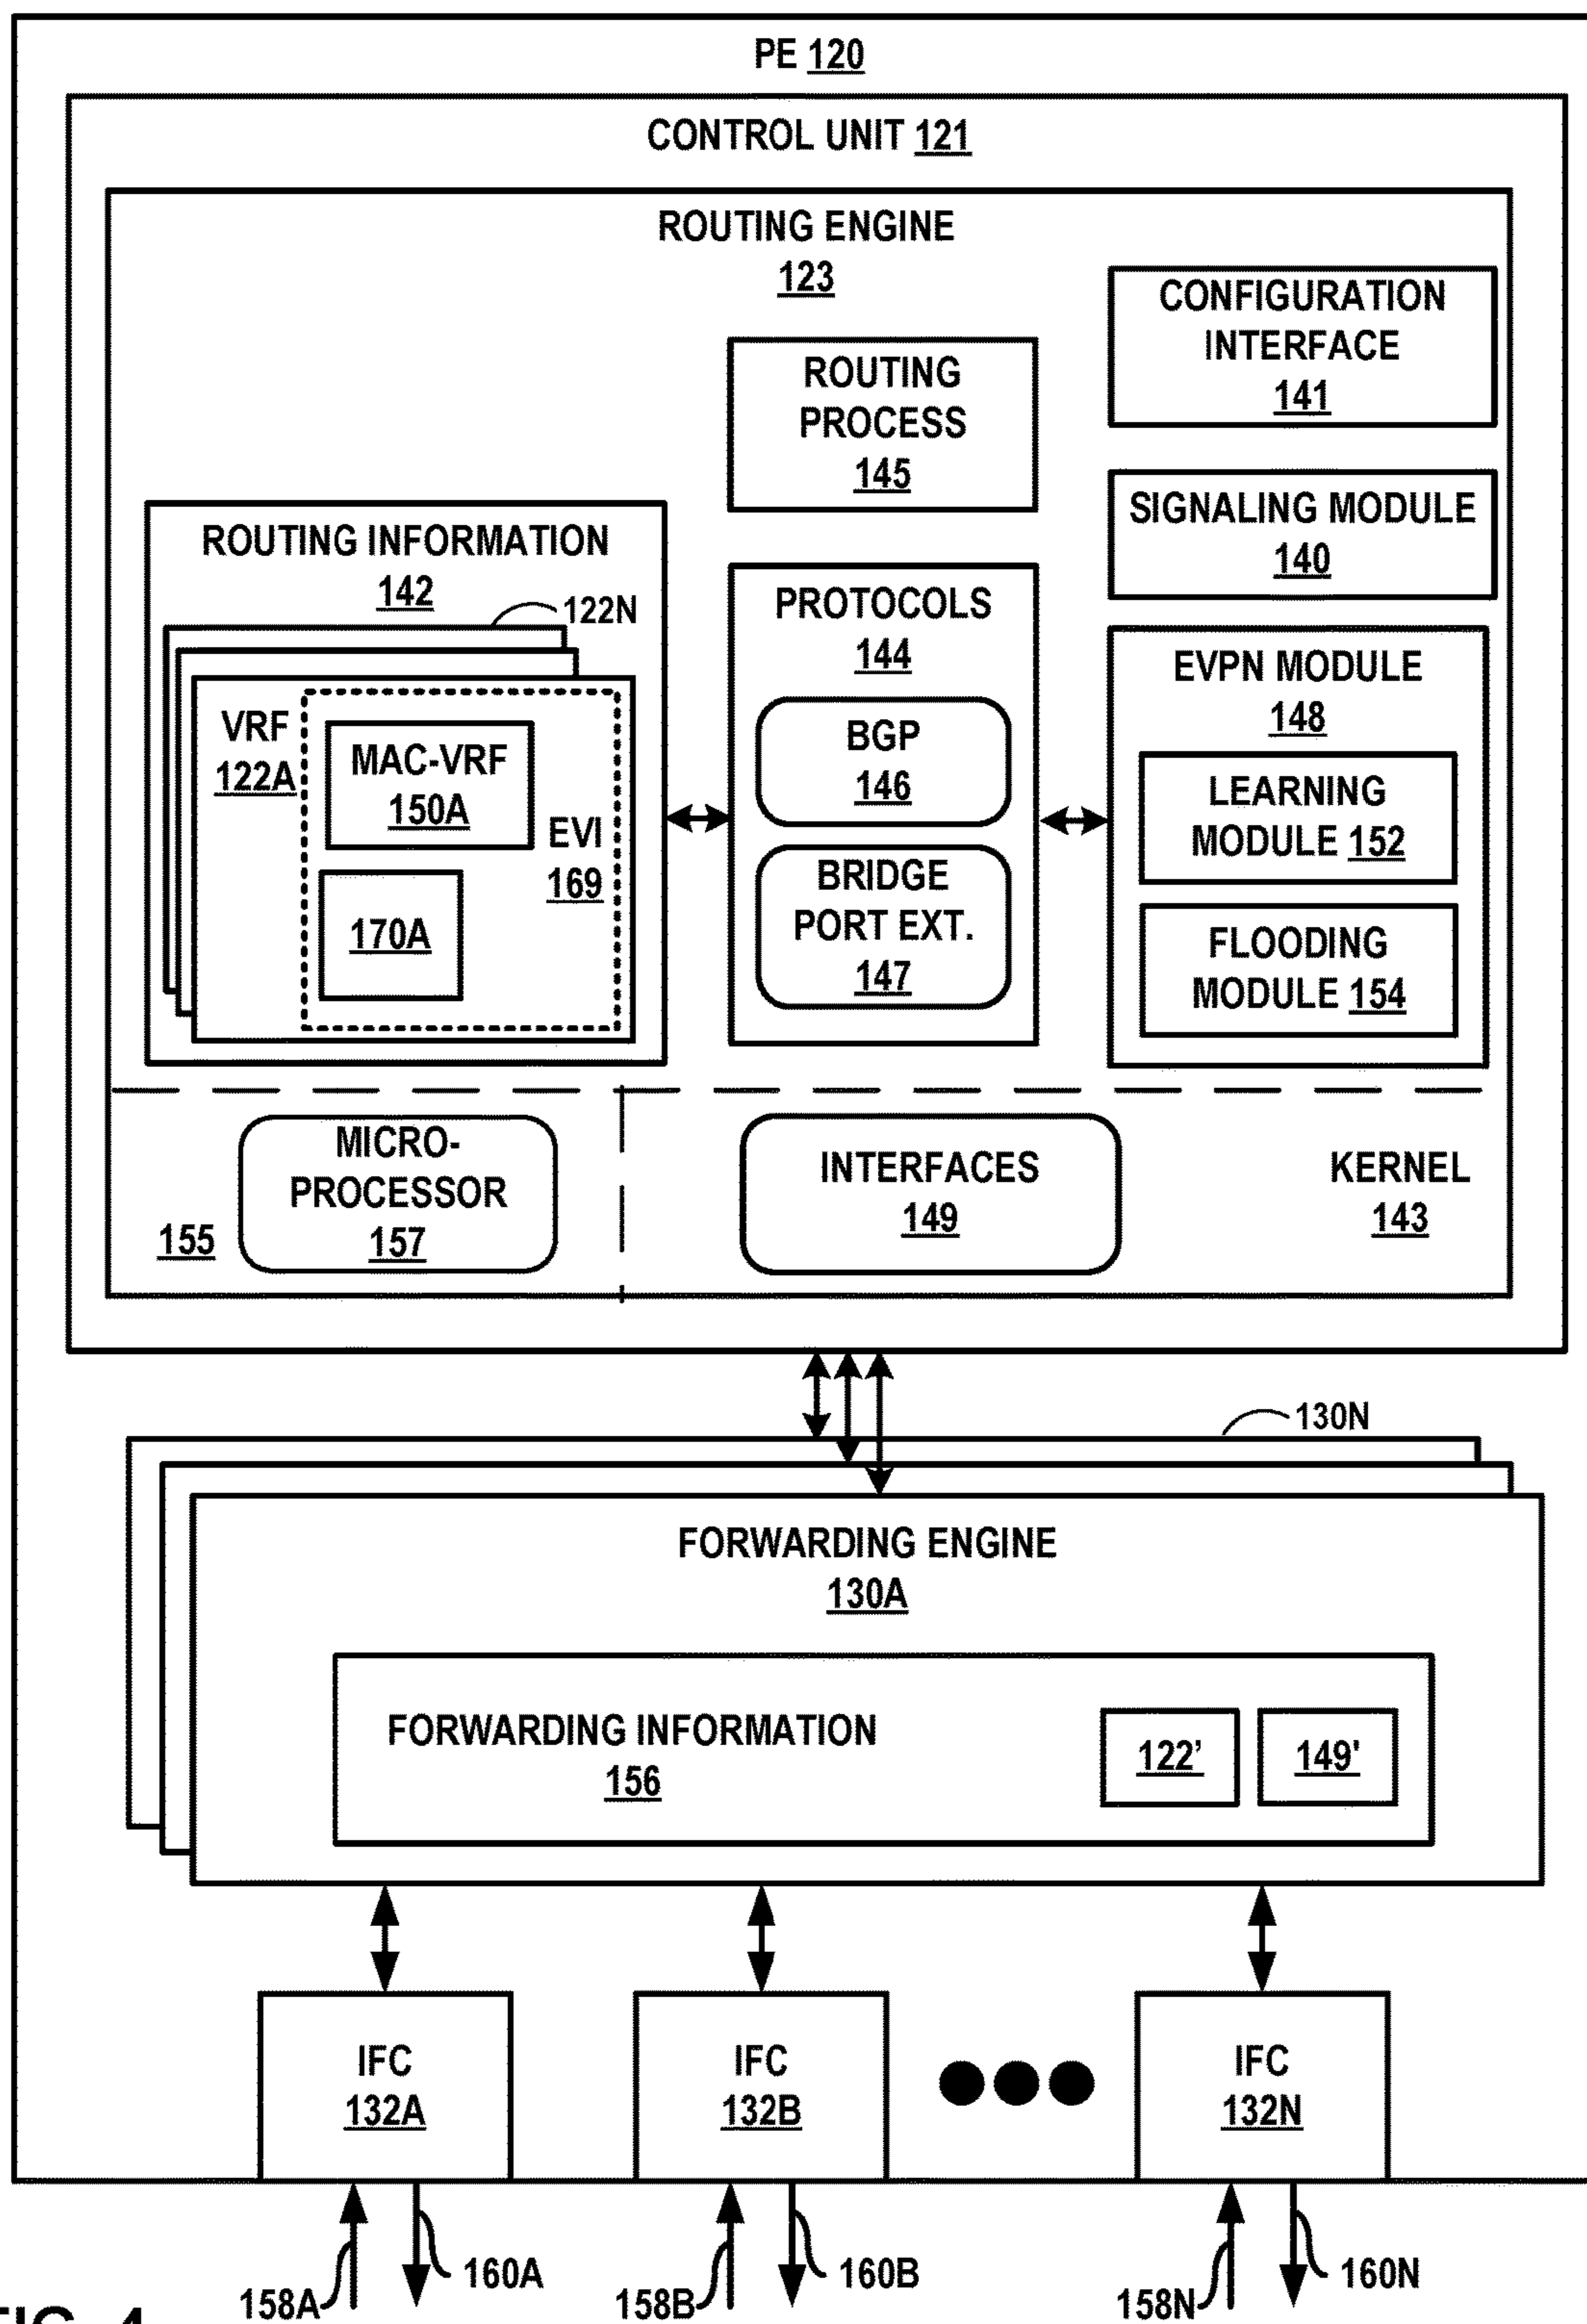 PE 120
CONTROL UNIT 121
ROUTING ENGINE
123
CONFIGURATION
INTERFACE
141
ROUTING
PROCESS
145
SIGNALING MODULE
140
ROUTING INFORMATION
142
122N
VRF
122A
MAC-VRF
150A
EVI
169
170A
PROTOCOLS
144
BGP
146
BRIDGE
PORT EXT.
147
EVPN MODULE
148
LEARNING
MODULE 152
FLOODING
MODULE 154
155
MICRO-
PROCESSOR
157
INTERFACES
149
KERNEL
143
130N
FORWARDING ENGINE
130A
FORWARDING INFORMATION
156
122’
149'
IFC
132A
IFC
132B
IFC
132N
158A
160A
158B
160B
158N
160N